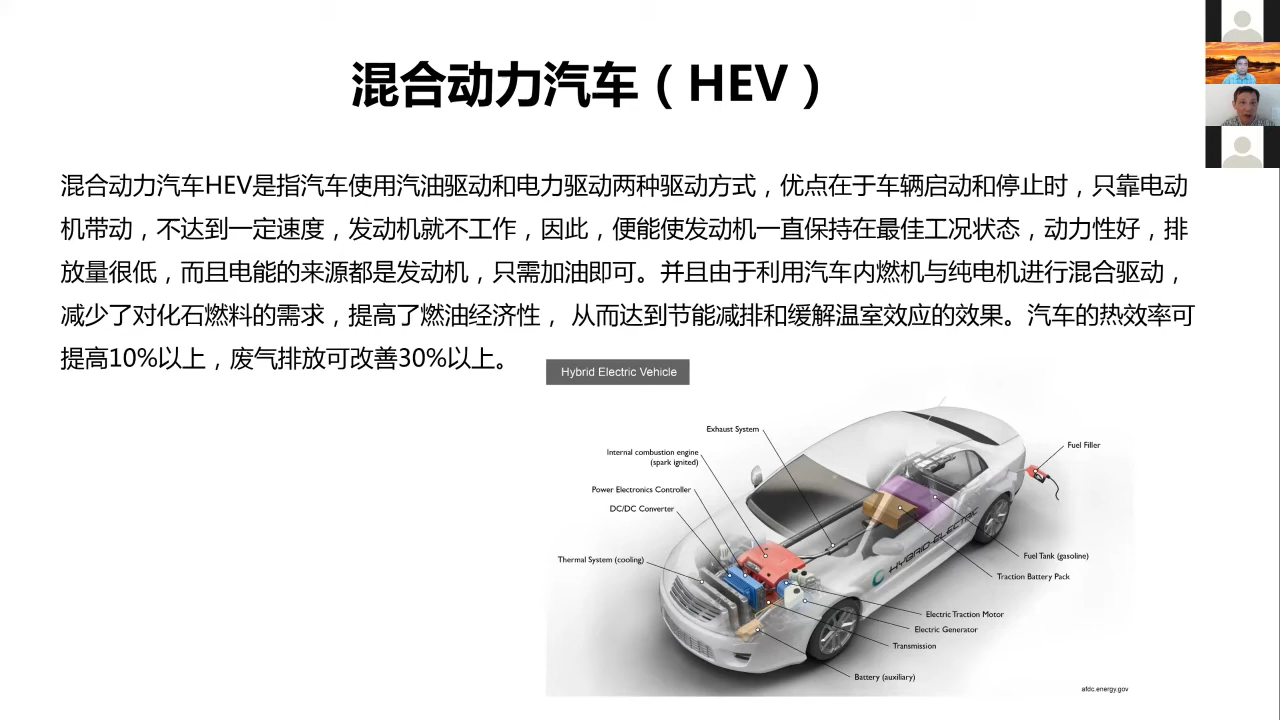 混合动力汽车（HEV）
混合动力汽车HEV是指汽车使用汽油驱动和电力驱动两种驱动方式，优点在于车辆启动和停止时，只靠电动
机带动，不达到一定速度，发动机就不工作，因此，便能使发动机一直保持在最佳工况状态，动力性好，排
放量很低，而且电能的来源都是发动机，只需加油即可。并且由于利用汽车内燃机与纯电机进行混合驱动，
减少了对化石燃料的需求，提高了燃油经济性， 从而达到节能减排和缓解温室效应的效果。汽车的热效率可
提高10%以上，废气排放可改善30%以上。
Hybrid Electric Vehicle
Exhaust System
Fuel Filler
Internal combustion engine
(spark ignited)
Power Electronics Controller
DC/DC Converter
HYBRID-ELECTRIC
Thermal System (cooling)
Fuel Tank (gasoline)
Traction Battery Pack
Electric Traction Motor
Electric Generator
Transmission
Battery (auxiliary)
afdc.energy.gov